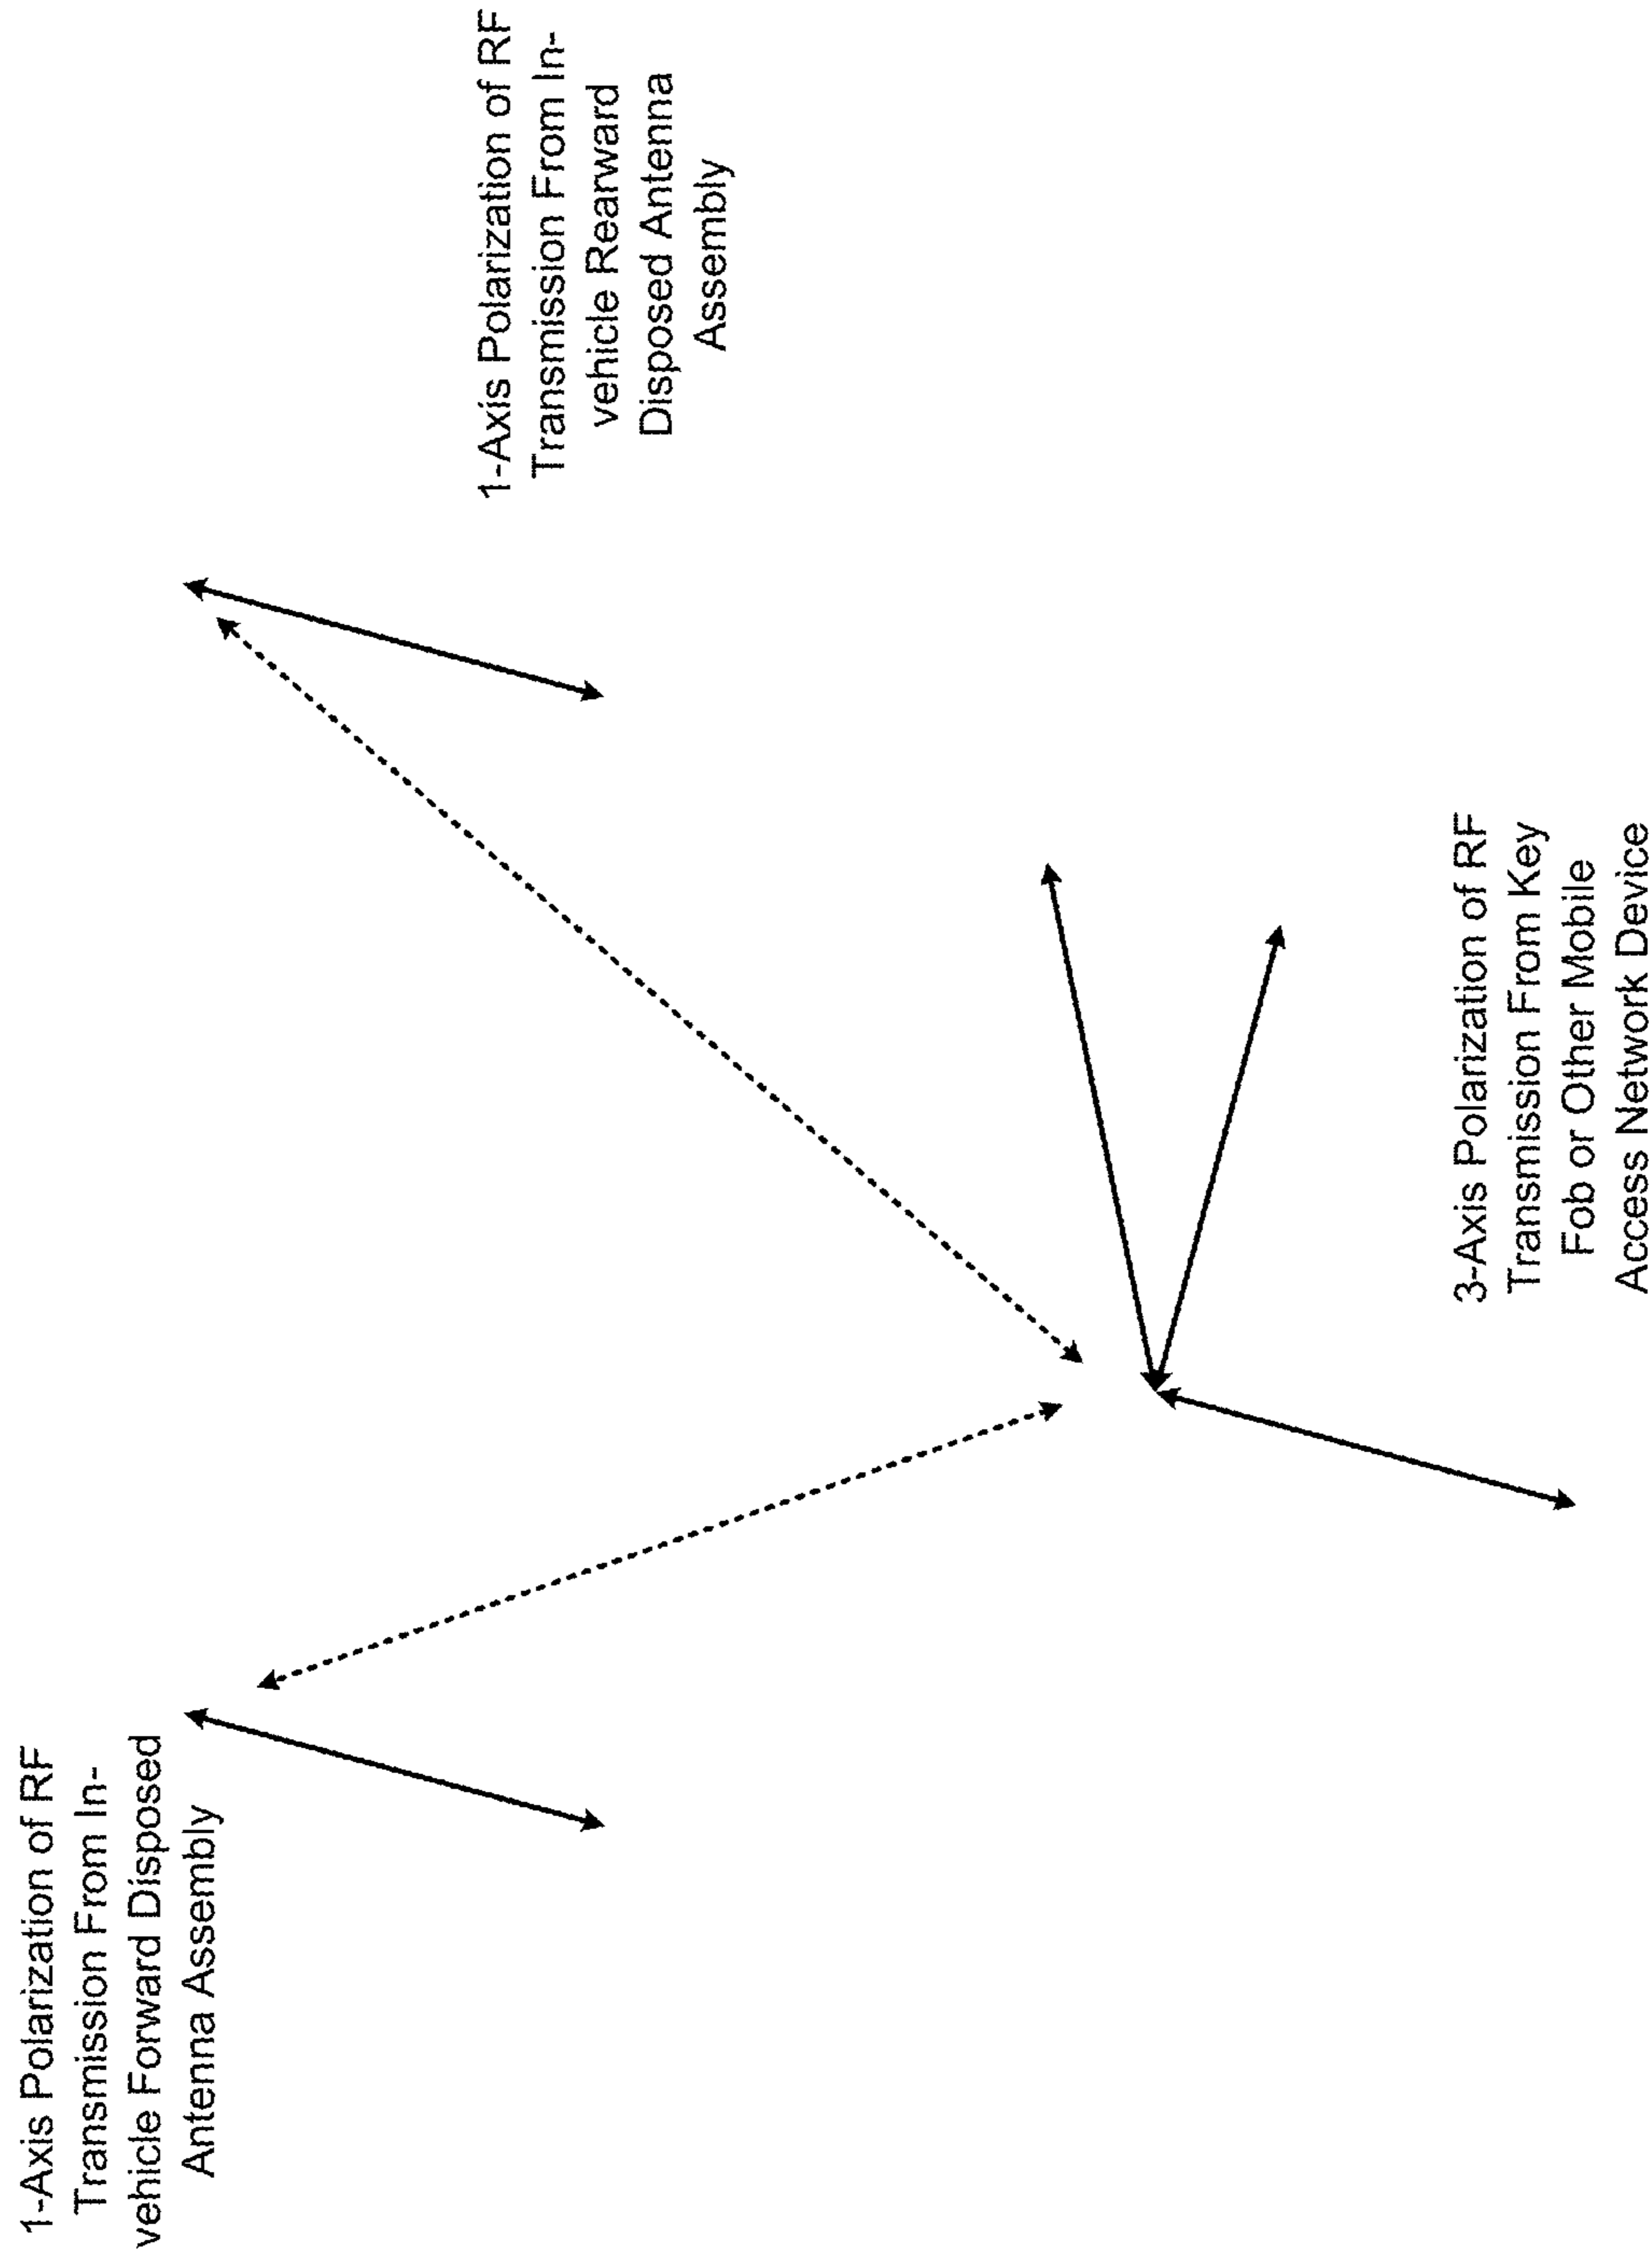 1-Axis Polarization of RF
Transmission From In-
vehicle Forward Disposed
Antenna Assembly
1-Axis Polarization of RF
Transmission From In-
vehicle Rearward
Disposed Antenna
Assembly
3-Axis Polarization of RF
Transmission From Key
Fob or Other Mobile
Access Network Device